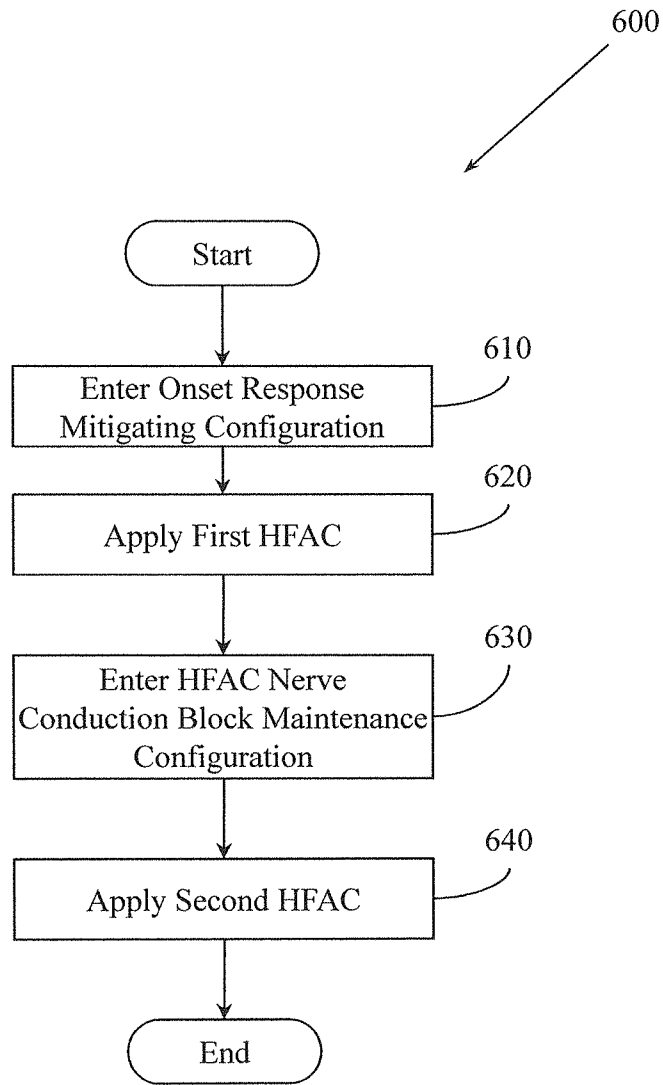 600
Start
610
Enter Onset Response
Mitigating Configuration
620
Apply First HFAC
630
Enter HFAC Nerve
Conduction Block Maintenance
Configuration
640
Apply Second HFAC
End